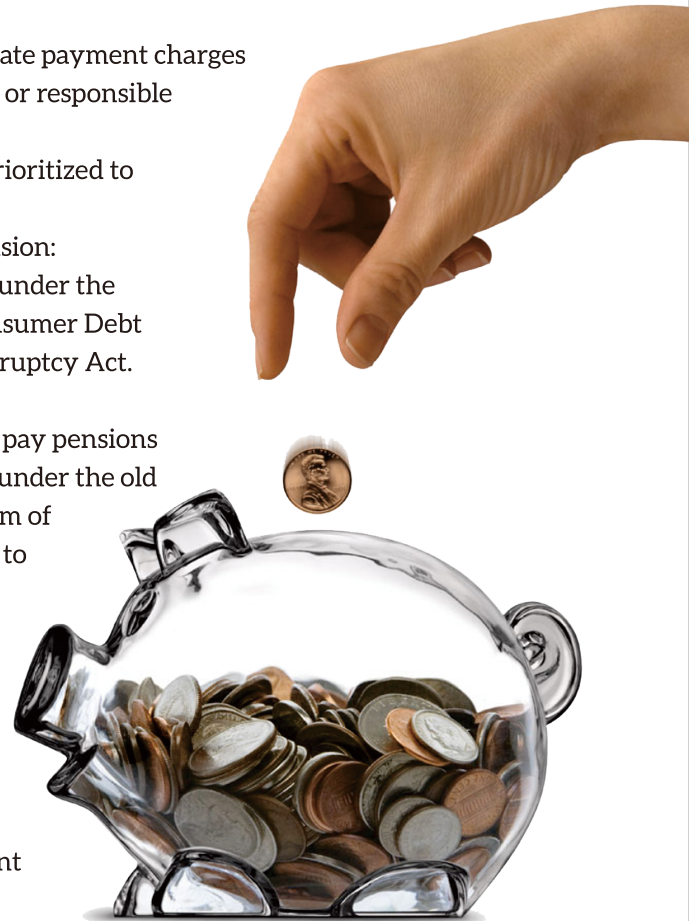 ate payment charges
or responsible
rioritized to
sion:
under the
sumer Debt
ruptcy Act.
pay pensions
under the old
m of
to
nt